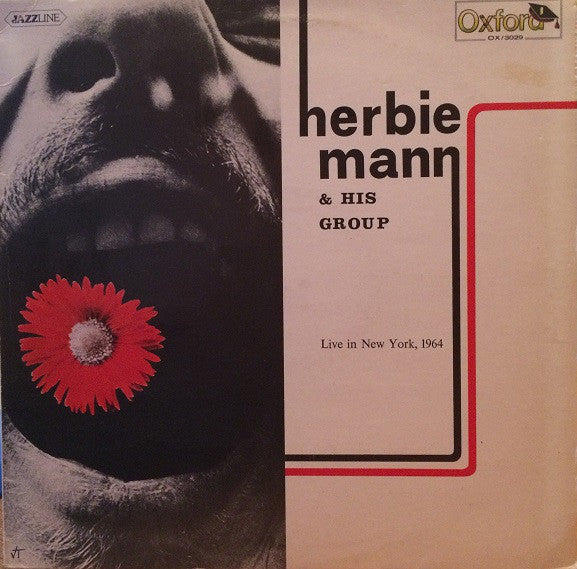 JAZZLINE
Oxford
OX/3029
herbie
mann
& HIS
GROUP
Live in New York, 1964